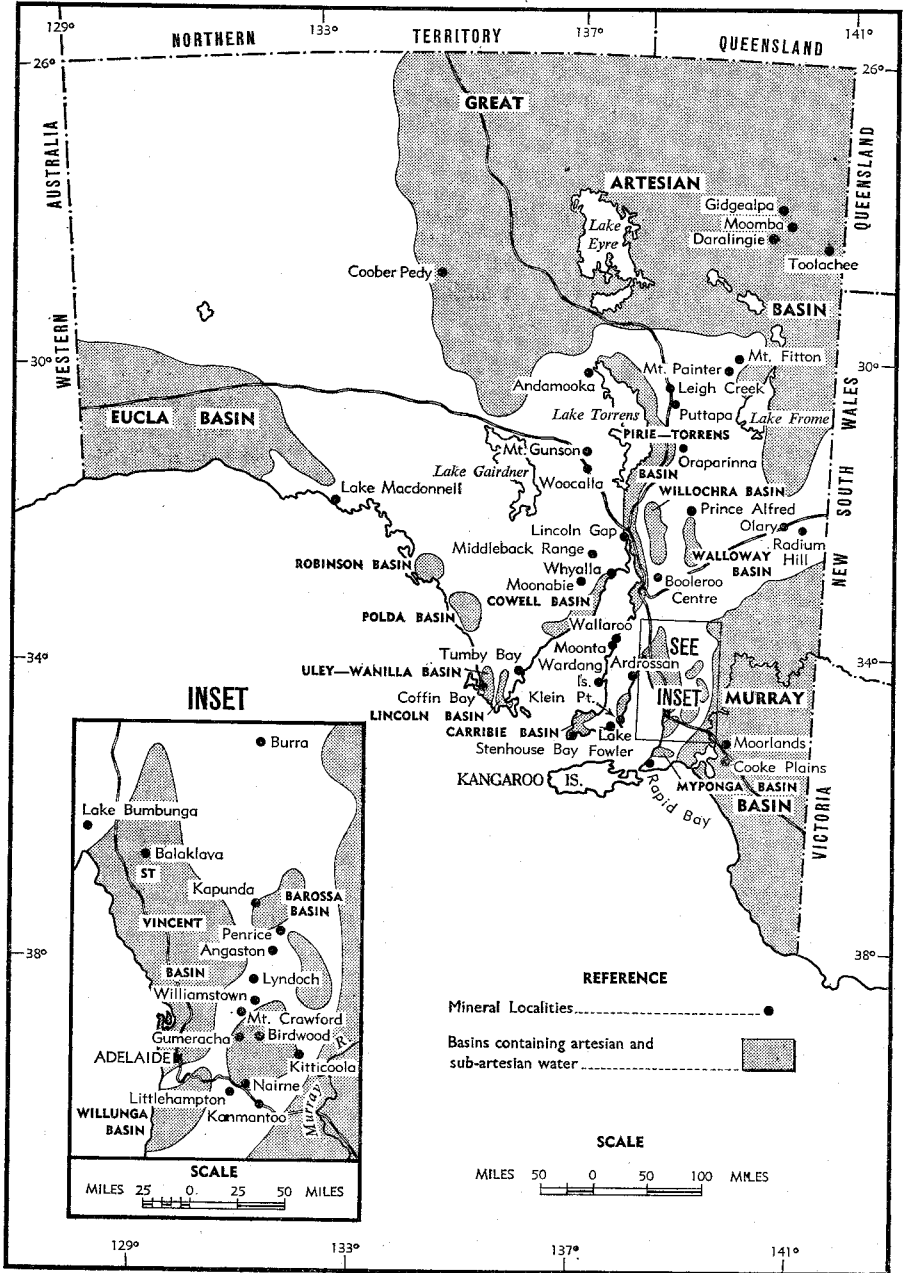 129°
133°
137°
141°
NORTHERN
TERRITORY
QUEENSLAND
26°
26°
AUSTRALIA
WESTERN
QUEENSLAND
GREAT
ARTESIAN
Gidgealpa
Moomba
Daralingie
Toolachee
Lake
Eyre
Coober Pedy
BASIN
30°
30°
Mt. Fitton
Mt. Painter
Leigh Creek
Andamooka
Puttapa
Lake Torrens
Lake Frome
EUCLA BASIN
PIRIE—TORRENS
BASIN
Mt. Gunson
Oraparinna
Woocalla
Lake Gairdner
WILLOCHRA BASIN
Lake Macdonnell
Prince Alfred
Olary
Radium
Hill
Lincoln Gap
Middleback Range
WALLOWAY
BASIN
NEW SOUTH WALES
ROBINSON BASIN
Whyalla
Moonabie
Booleroo
Centre
COWELL BASIN
POLDA BASIN
Wallaroo
Moonta
SEE
INSET
34°
34°
Tumby Bay
Wardang
Is.
Ardrossan
ULEY—WANILLA BASIN
Coffin Bay
Klein
Pt.
MURRAY
LINCOLN BASIN
CARRIBIE BASIN
Lake
Fowler
Stenhouse Bay
Moorlands
Cooke Plains
KANGAROO IS.
MYPONGA BASIN
Rapid Bay
BASIN
VICTORIA
38°
38°
INSET
Burra
Lake Bumbunga
Balaklava
ST
VINCENT
BASIN
Kapunda
BAROSSA
BASIN
Penrice
Angaston
Lyndoch
Williamstown
Mt. Crawford
Gumeracha
Birdwood
ADELAIDE
Kitticoola
Nairne
Littlehampton
Kanmantoo
WILLUNGA
BASIN
Murray R.
SCALE
MILES 25 0 25 50 MILES
REFERENCE
Mineral Localities
Basins containing artesian and
sub-artesian water
SCALE
MILES 50 0 50 100 MILES
129°
133°
137°
141°